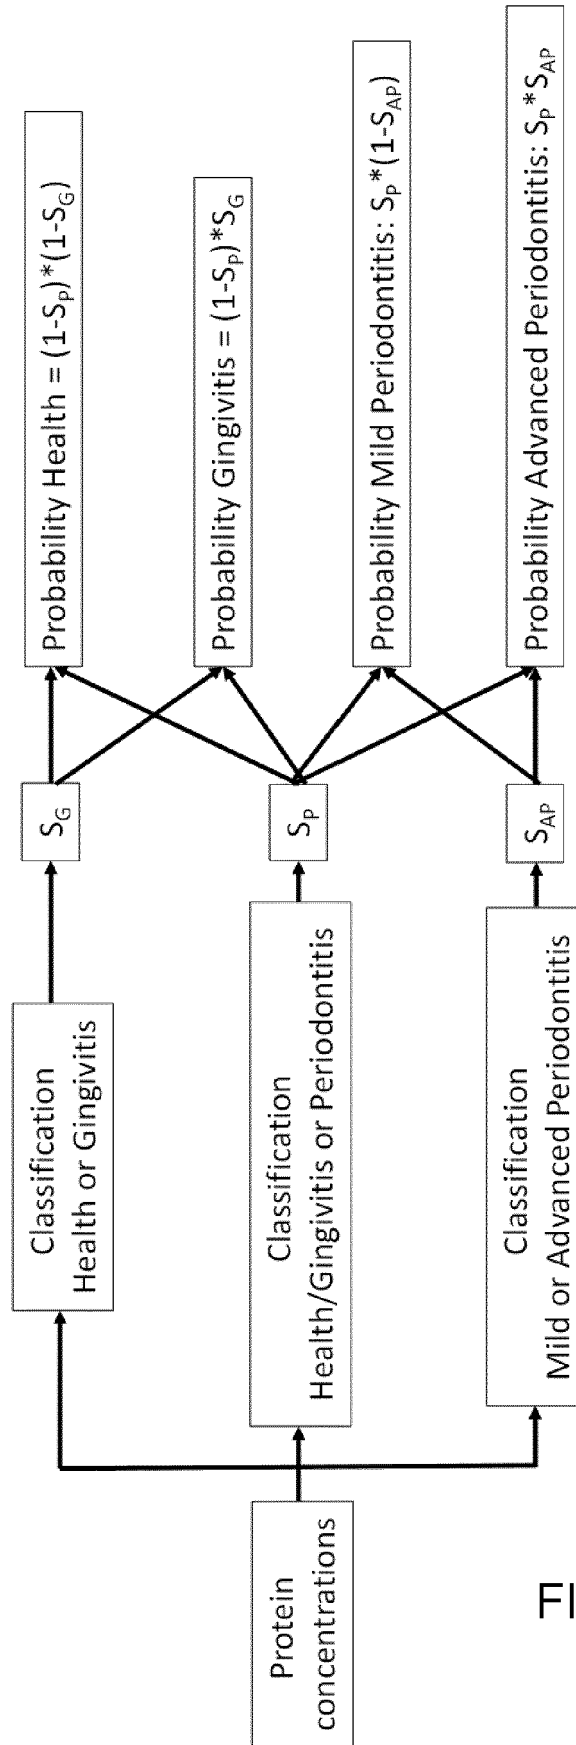 Protein
concentrations
Classification
Health or Gingivitis
Classification
Health/Gingivitis or Periodontitis
Classification
Mild or Advanced Periodontitis
S_G
S_P
S_AP
Probability Health = (1-S_P)*(1-S_G)
Probability Gingivitis = (1-S_P)*S_G
Probability Mild Periodontitis: S_P*(1-S_AP)
Probability Advanced Periodontitis: S_P*S_AP